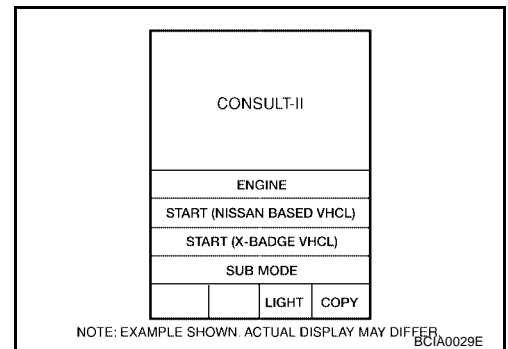 CONSULT-II
ENGINE
START (NISSAN BASED VHCL)
START (X-BADGE VHCL)
SUB MODE
LIGHT COPY
NOTE: EXAMPLE SHOWN. ACTUAL DISPLAY MAY DIFFER.
BCIA0029E